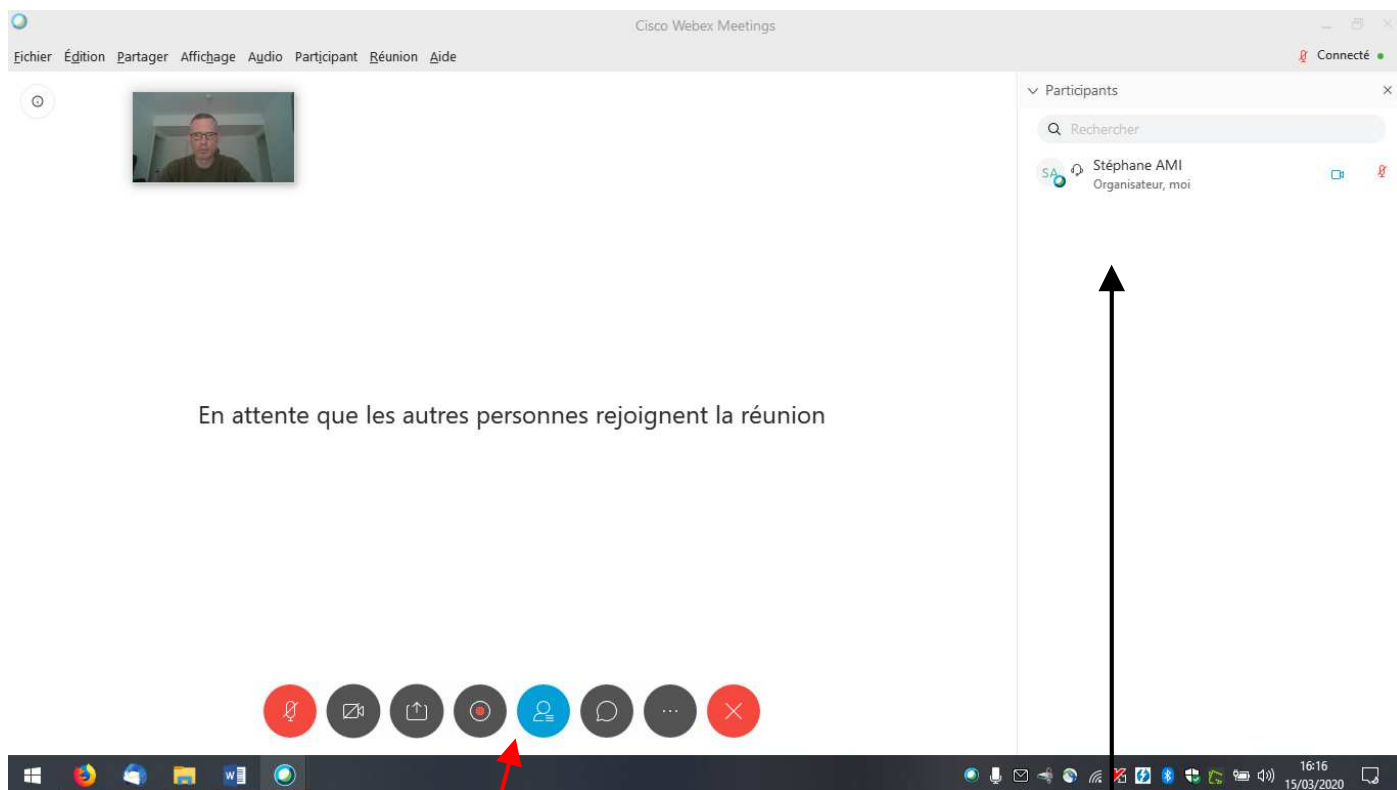 Cisco Webex Meetings
Fichier Édition Partager Affichage Audio Participant Réunion Aide
Connecté
Participants
Rechercher
SA
Stéphane AMI
Organisateur, moi
En attente que les autres personnes rejoignent la réunion
16:16
15/03/2020